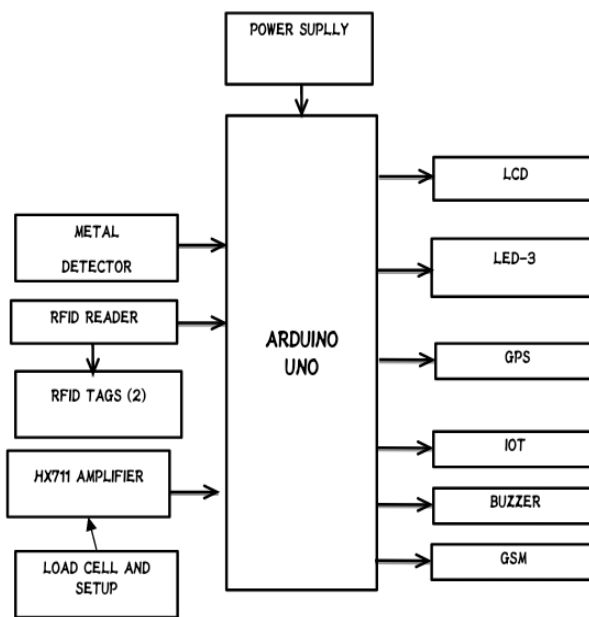 POWER SUPLLY
METAL
DETECTOR
RFID READER
RFID TAGS (2)
HX711 AMPLIFIER
LOAD CELL AND
SETUP
ARDUINO
UNO
LCD
LED-3
GPS
IOT
BUZZER
GSM